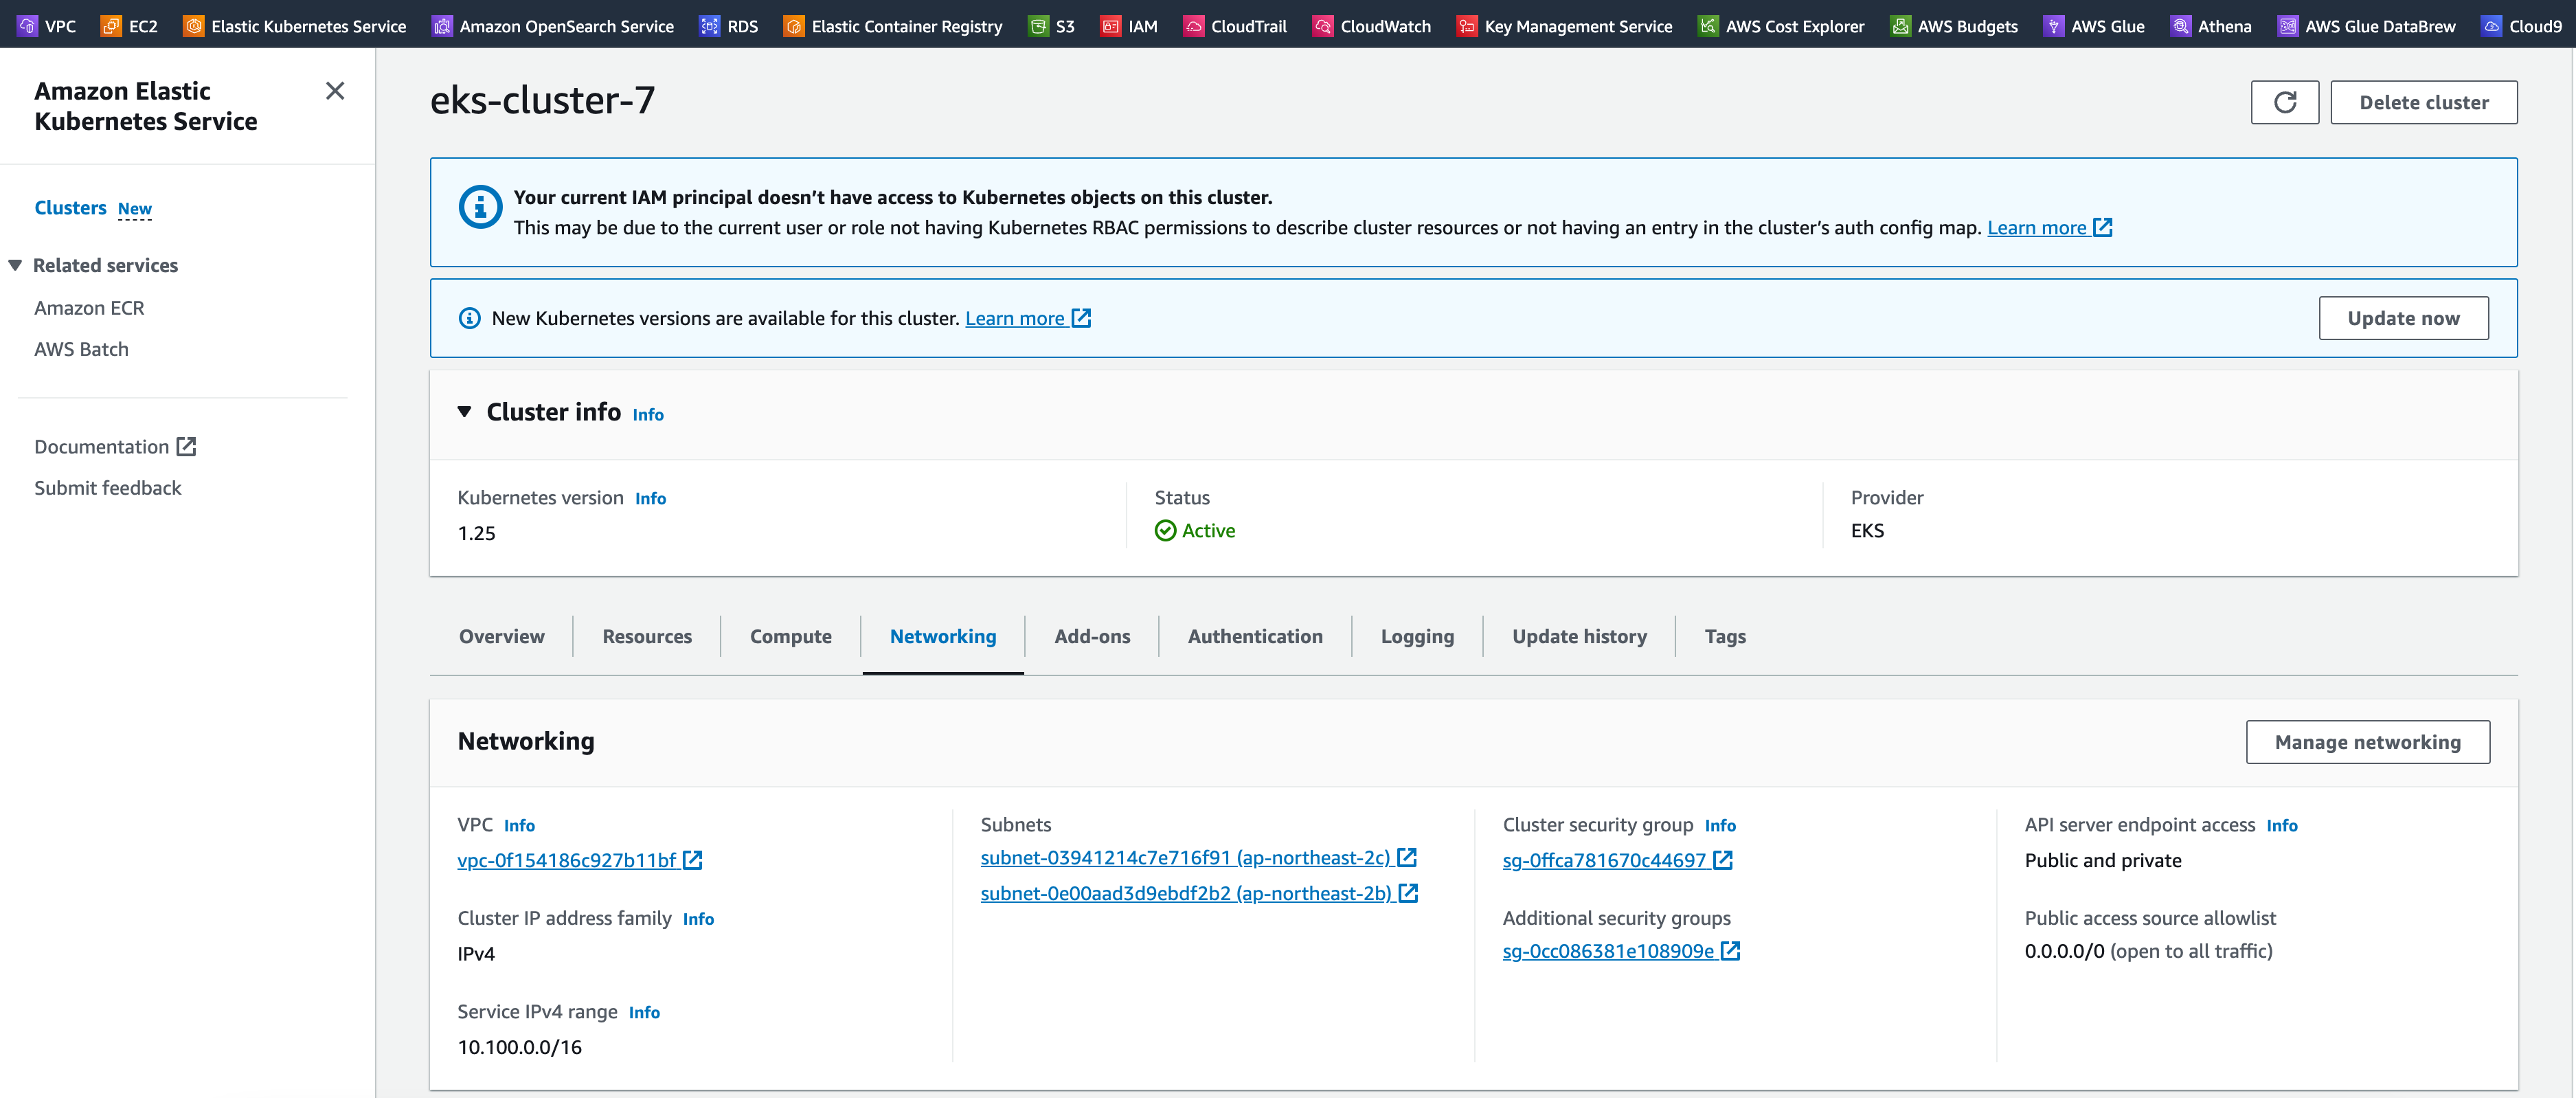 VPC EC2 Elastic Kubernetes Service Amazon OpenSearch Service RDS Elastic Container Registry S3 IAM CloudTrail CloudWatch Key Management Service AWS Cost Explorer AWS Budgets AWS Glue Athena AWS Glue DataBrew Cloud9
Amazon Elastic
Kubernetes Service
Clusters New
Related services
Amazon ECR
AWS Batch
Documentation
Submit feedback
eks-cluster-7
Delete cluster
Your current IAM principal doesn’t have access to Kubernetes objects on this cluster.
This may be due to the current user or role not having Kubernetes RBAC permissions to describe cluster resources or not having an entry in the cluster’s auth config map. Learn more
New Kubernetes versions are available for this cluster. Learn more
Update now
Cluster info Info
Kubernetes version Info
1.25
Status
Active
Provider
EKS
Overview Resources Compute Networking Add-ons Authentication Logging Update history Tags
Networking
Manage networking
VPC Info
vpc-0f154186c927b11bf
Cluster IP address family Info
IPv4
Service IPv4 range Info
10.100.0.0/16
Subnets
subnet-03941214c7e716f91 (ap-northeast-2c)
subnet-0e00aad3d9ebdf2b2 (ap-northeast-2b)
Cluster security group Info
sg-0ffca781670c44697
Additional security groups
sg-0cc086381e108909e
API server endpoint access Info
Public and private
Public access source allowlist
0.0.0.0/0 (open to all traffic)